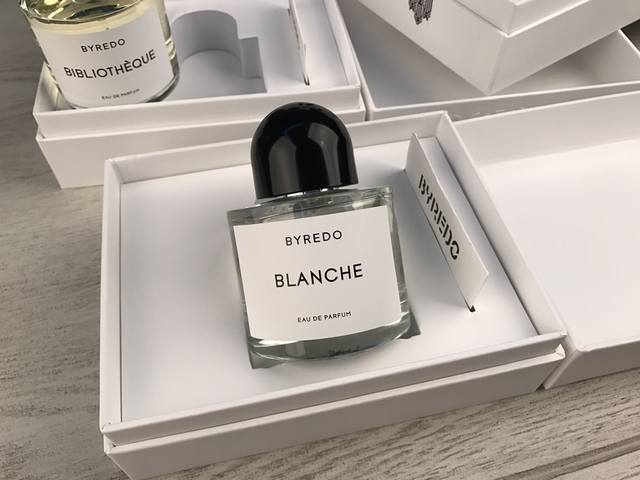 BYREDO
BIBLIOTHÈQUE
EAU DE PARFUM
BYREDO
BLANCHE
EAU DE PARFUM
BYREDO